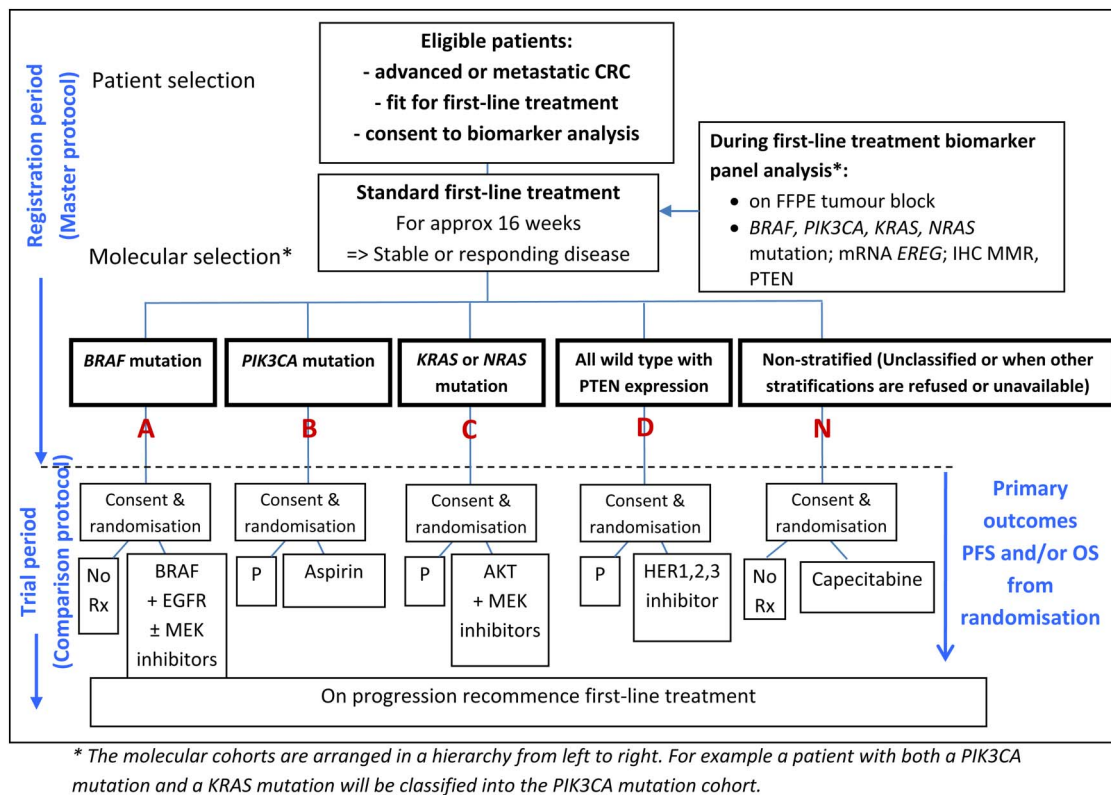 Eligible patients:
- advanced or metastatic CRC
- fit for first-line treatment
- consent to biomarker analysis
Patient selection
Registration period
(Master protocol)
During first-line treatment biomarker
panel analysis*:
• on FFPE tumour block
• BRAF, PIK3CA, KRAS, NRAS
mutation; mRNA EREG; IHC MMR,
PTEN
Standard first-line treatment
For approx 16 weeks
=> Stable or responding disease
Molecular selection*
BRAF mutation
PIK3CA mutation
KRAS or NRAS
mutation
All wild type with
PTEN expression
Non-stratified (Unclassified or when other
stratifications are refused or unavailable)
A
B
C
D
N
Trial period
(Comparison protocol)
Consent &
randomisation
Consent &
randomisation
Consent &
randomisation
Consent &
randomisation
Consent &
randomisation
No
Rx
BRAF
+ EGFR
± MEK
inhibitors
P
Aspirin
P
AKT
+ MEK
inhibitors
P
HER1,2,3
inhibitor
No
Rx
Capecitabine
Primary
outcomes
PFS and/or OS
from
randomisation
On progression recommence first-line treatment
* The molecular cohorts are arranged in a hierarchy from left to right. For example a patient with both a PIK3CA
mutation and a KRAS mutation will be classified into the PIK3CA mutation cohort.